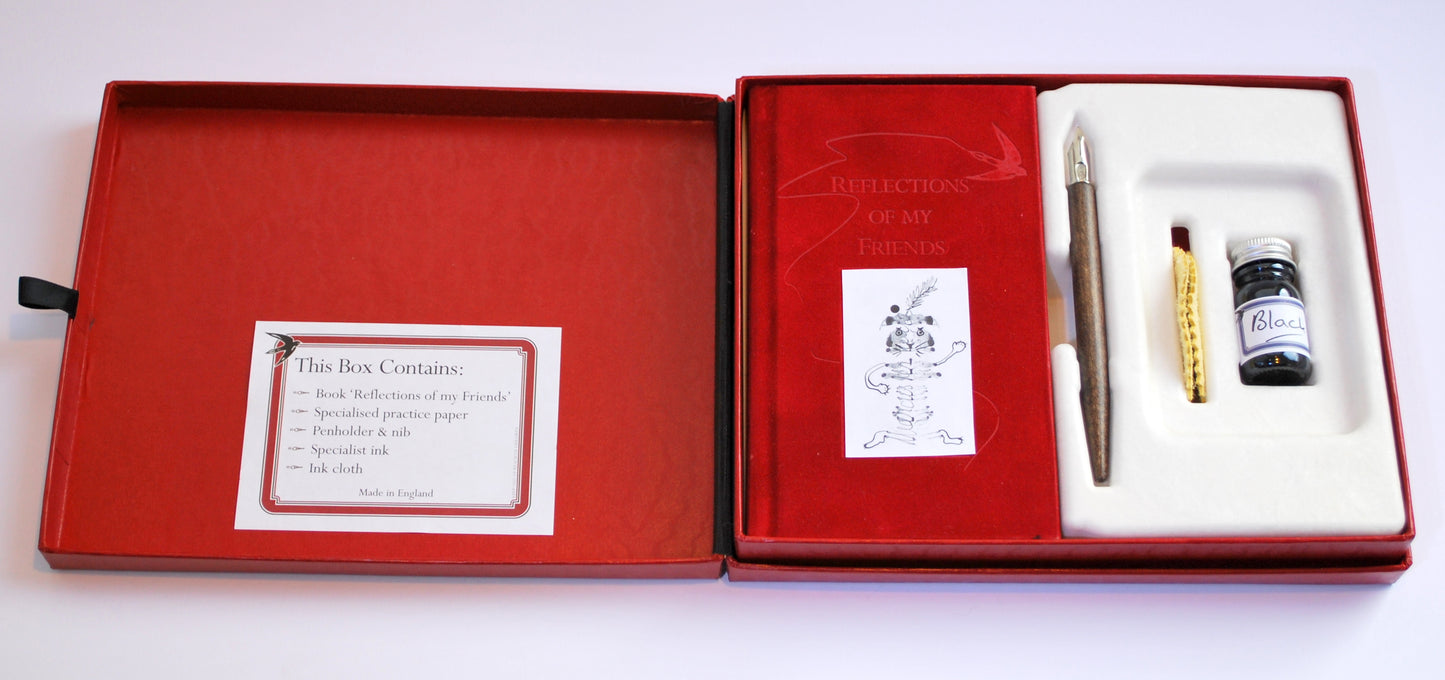 This Box Contains:
Book ‘Reflections of my Friends’
Specialised practice paper
Penholder & nib
Specialist ink
Ink cloth
Made in England
REFLECTIONS
OF MY
FRIENDS
Black